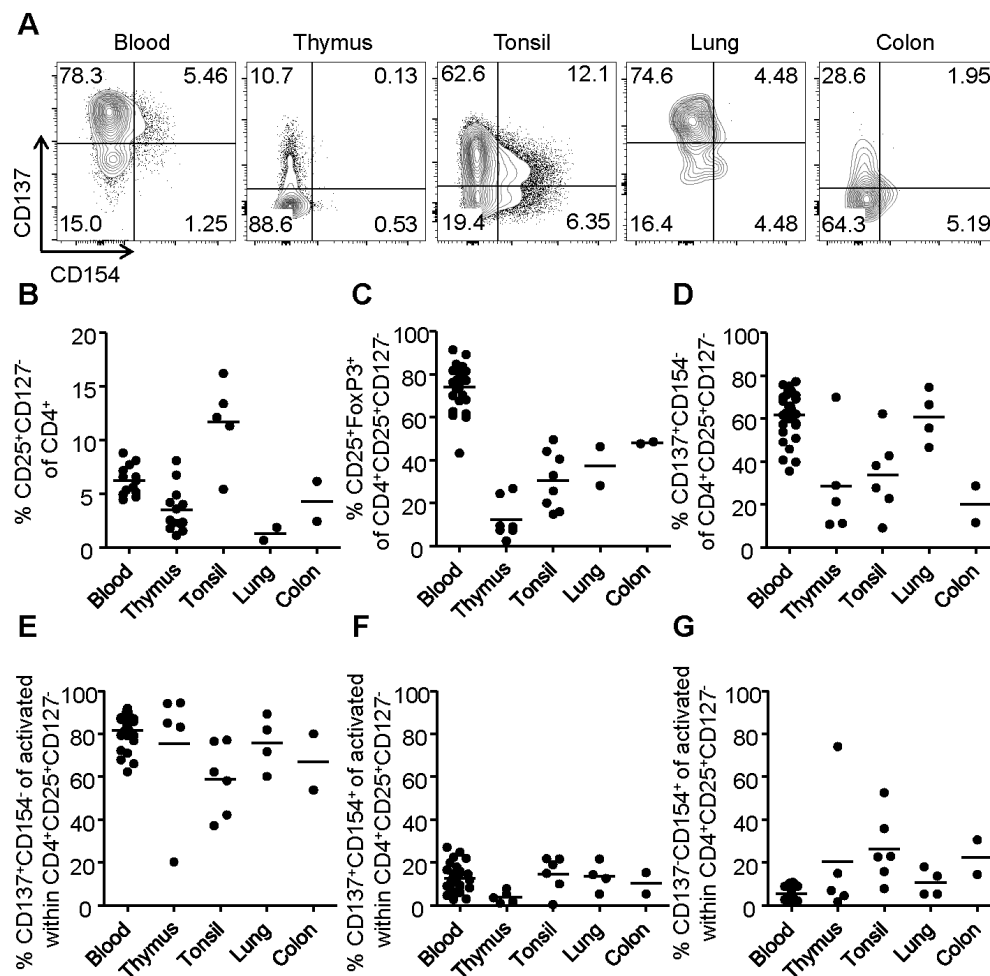 A
Blood Thymus Tonsil Lung Colon
78.3 5.46 10.7 0.13 62.6 12.1 74.6 4.48 28.6 1.95
CD137
15.0 1.25 88.6 0.53 19.4 6.35 16.4 4.48 64.3 5.19
CD154
B
% CD25⁺CD127⁻
of CD4⁺
20
15
10
5
0
Blood Thymus Tonsil Lung Colon
C
% CD25⁺FoxP3⁺
of CD4⁺CD25⁺CD127⁻
100
80
60
40
20
0
Blood Thymus Tonsil Lung Colon
D
% CD137⁺CD154⁻
of CD4⁺CD25⁺CD127⁻
100
80
60
40
20
0
Blood Thymus Tonsil Lung Colon
E
% CD137⁺CD154⁻ of activated
within CD4⁺CD25⁺CD127⁻
100
80
60
40
20
0
Blood Thymus Tonsil Lung Colon
F
% CD137⁺CD154⁺ of activated
within CD4⁺CD25⁺CD127⁻
100
80
60
40
20
0
Blood Thymus Tonsil Lung Colon
G
% CD137⁻CD154⁺ of activated
within CD4⁺CD25⁺CD127⁻
100
80
60
40
20
0
Blood Thymus Tonsil Lung Colon